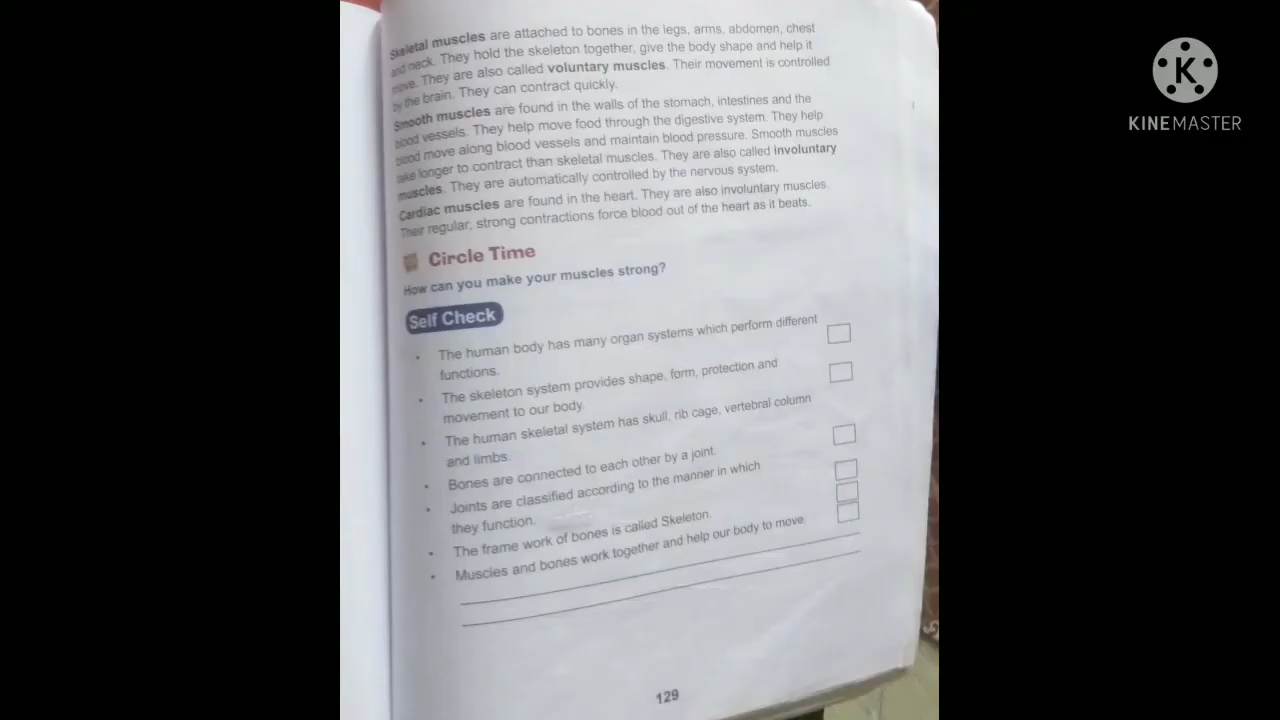 Skeletal muscles are attached to bones in the legs, arms, abdomen, chest
and neck. They hold the skeleton together, give the body shape and help it
move. They are also called voluntary muscles. Their movement is controlled
by the brain. They can contract quickly.
Smooth muscles are found in the walls of the stomach, intestines and the
blood vessels. They help move food through the digestive system. They help
blood move along blood vessels and maintain blood pressure. Smooth muscles
take longer to contract than skeletal muscles. They are also called involuntary
muscles. They are automatically controlled by the nervous system.
Cardiac muscles are found in the heart. They are also involuntary muscles.
Their regular, strong contractions force blood out of the heart as it beats.
Circle Time
How can you make your muscles strong?
Self Check
• The human body has many organ systems which perform different
functions.
• The skeleton system provides shape, form, protection and
movement to our body.
• The human skeletal system has skull, rib cage, vertebral column
and limbs.
• Bones are connected to each other by a joint.
• Joints are classified according to the manner in which
they function.
• The frame work of bones is called Skeleton.
• Muscles and bones work together and help our body to move.
129
K
KINEMASTER